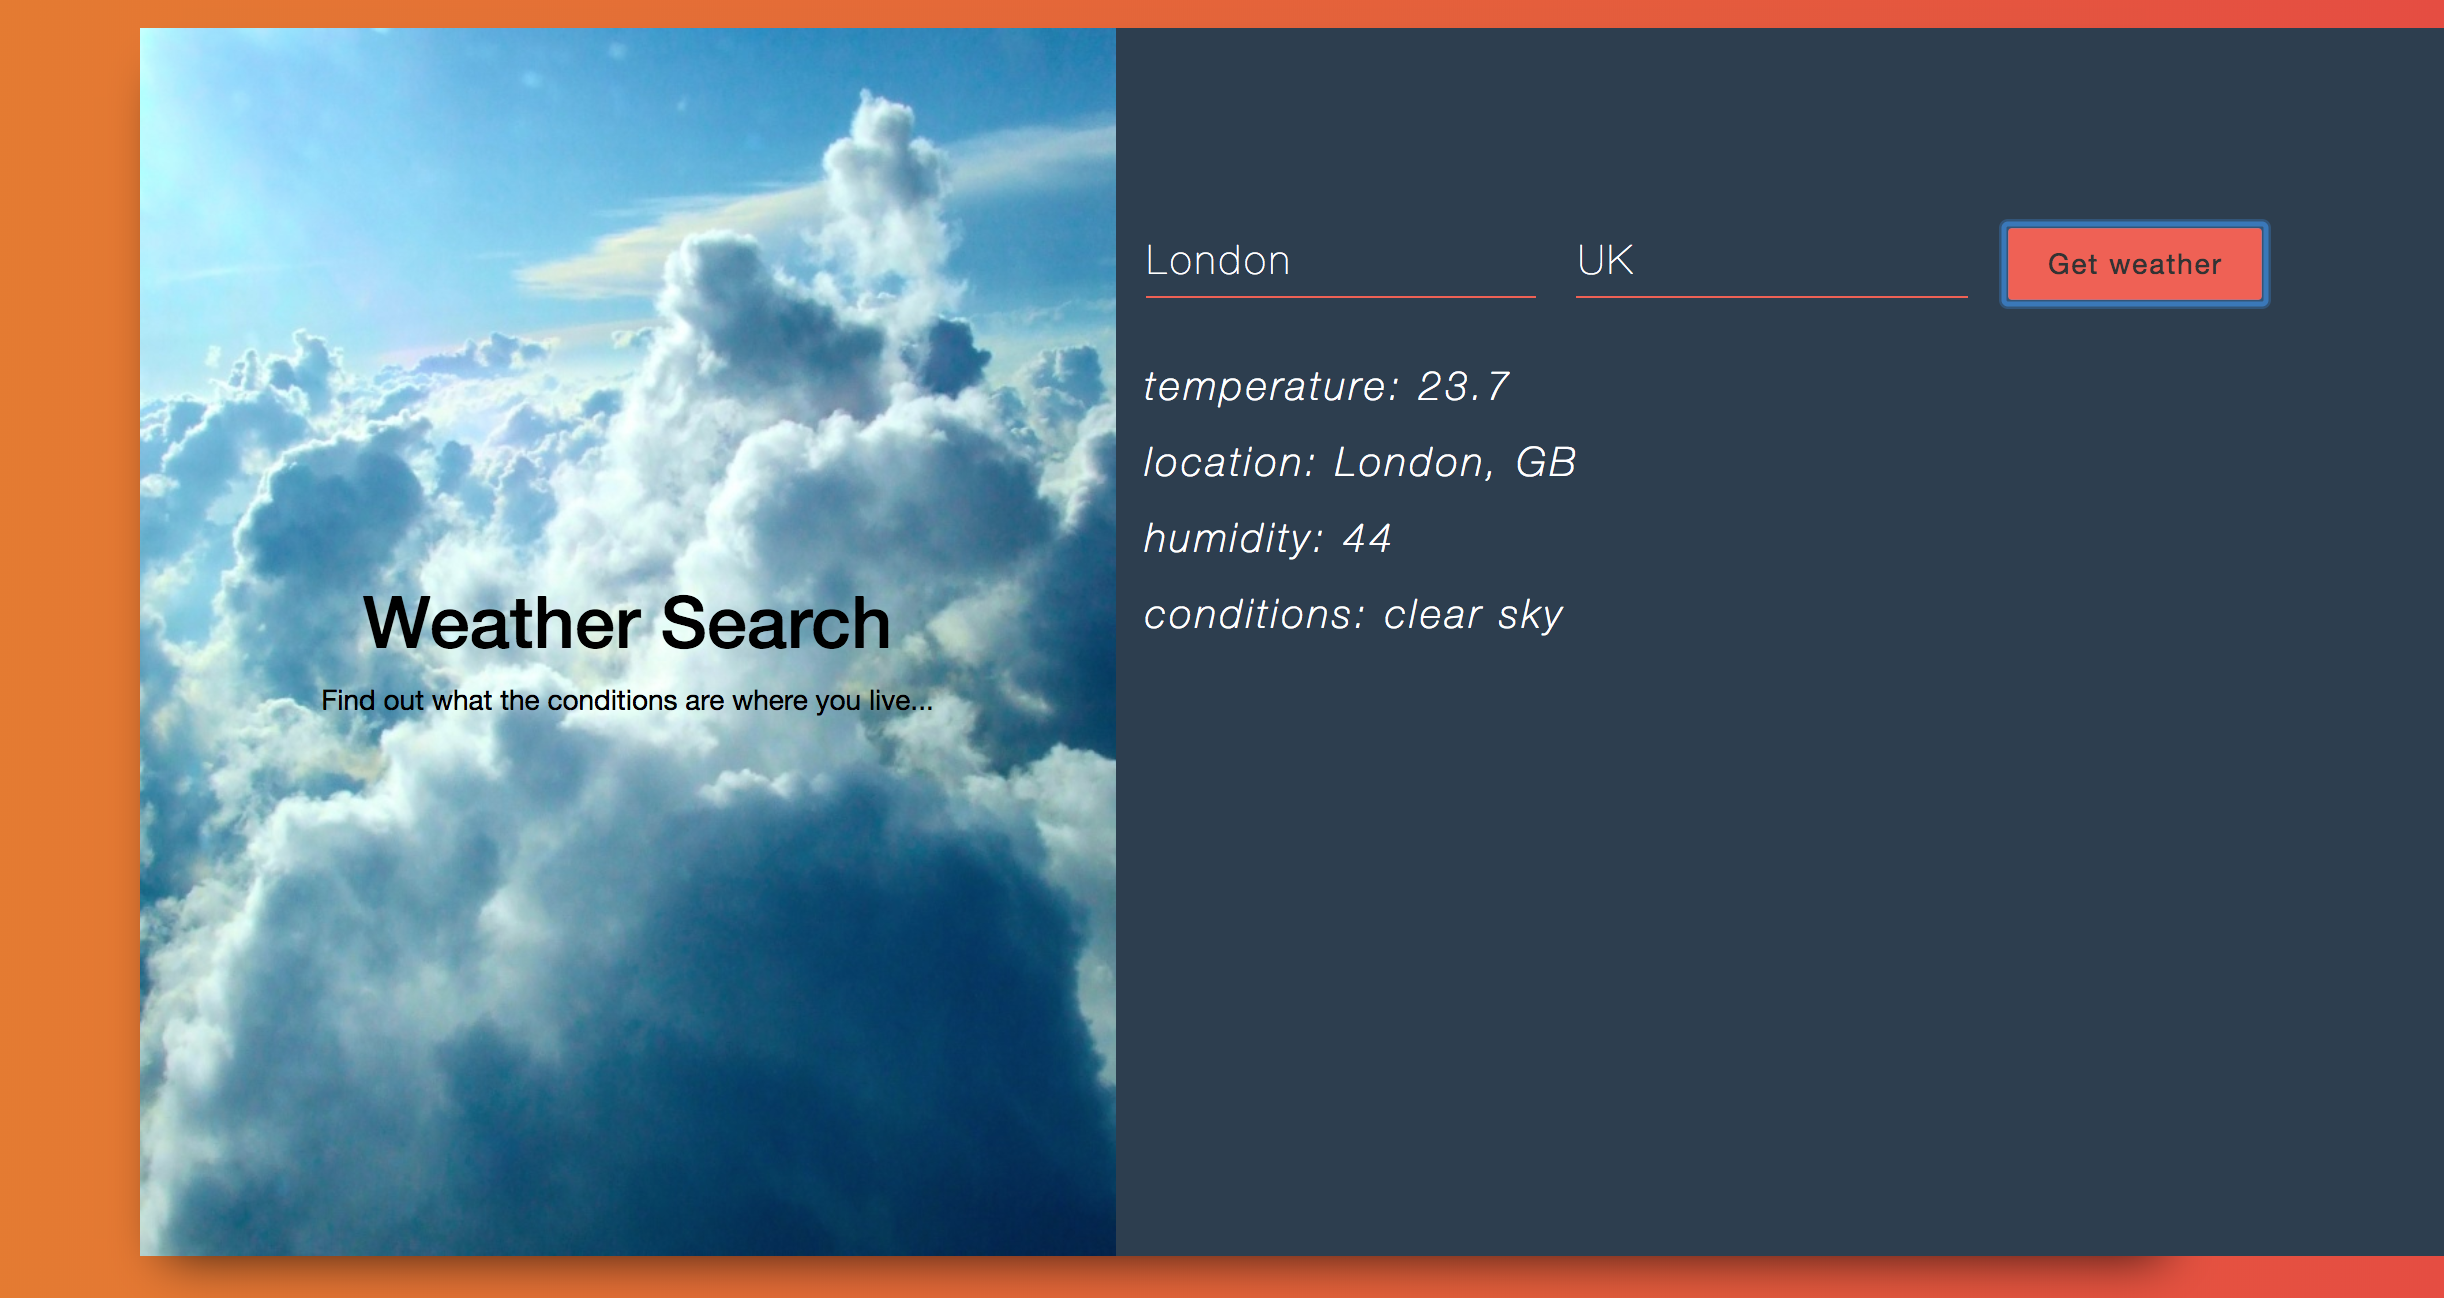 Weather Search
Find out what the conditions are where you live...
London
UK
Get weather
temperature: 23.7
location: London, GB
humidity: 44
conditions: clear sky